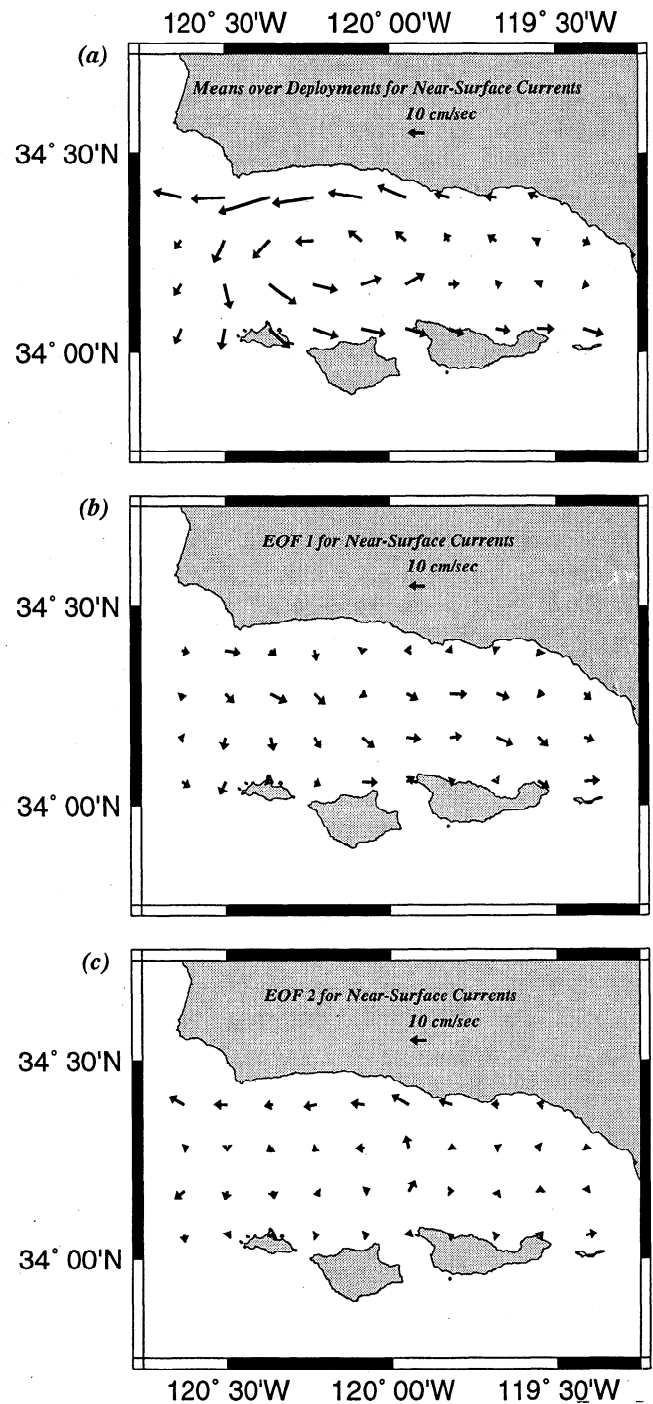 120° 30'W 120° 00'W 119° 30'W
(a)
Means over Deployments for Near-Surface Currents
10 cm/sec
34° 30'N
34° 00'N
(b)
EOF 1 for Near-Surface Currents
10 cm/sec
34° 30'N
34° 00'N
(c)
EOF 2 for Near-Surface Currents
10 cm/sec
34° 30'N
34° 00'N
120° 30'W 120° 00'W 119° 30'W